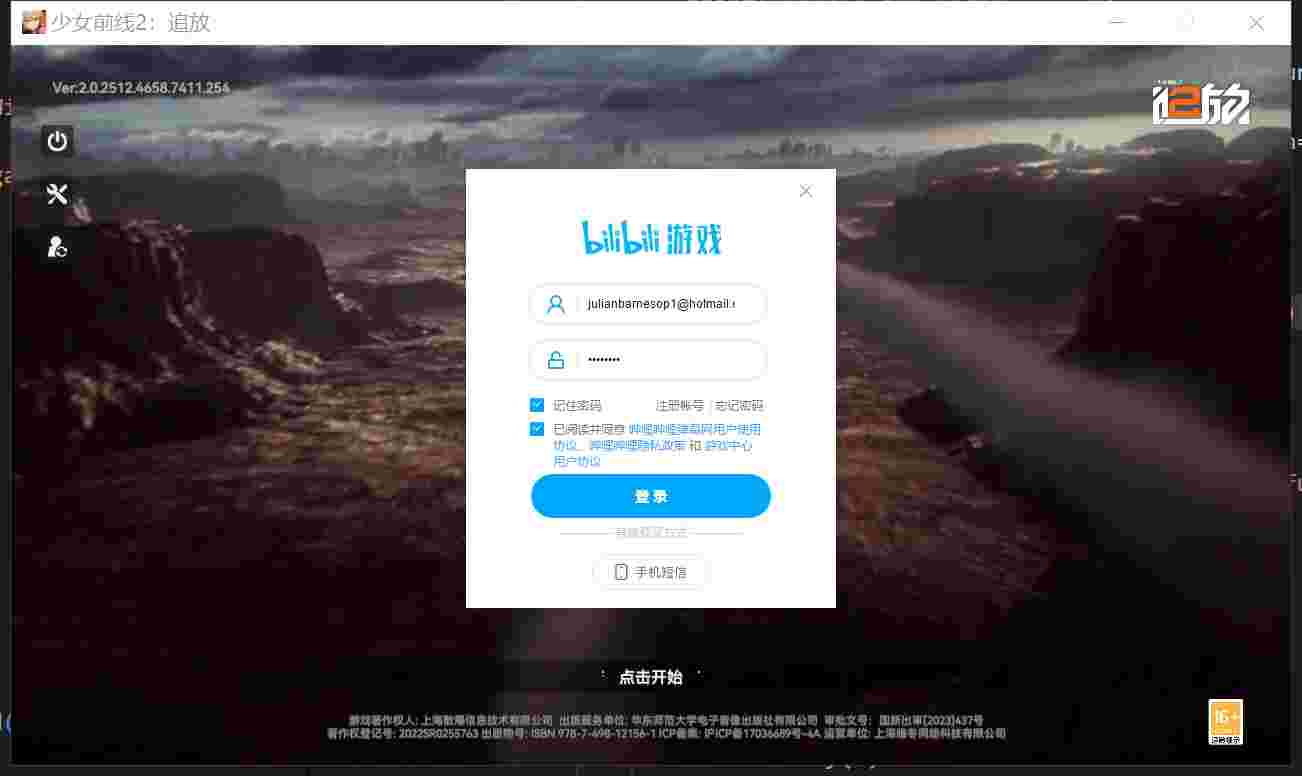 少女前线2：追放
Ver.2.0.2512.4658.7411.254
追放
bilibili 游戏
julianbarnesop1@hotmail.
••••••••
记住密码 注册账号 | 忘记密码
已阅读并同意 哔哩哔哩弹幕网用户使用
协议、哔哩哔哩隐私政策 和 游戏中心
用户协议
登录
手机短信
点击开始
游戏著作权人: 上海散爆信息技术有限公司 出版服务单位: 华东师范大学电子音像出版社有限公司 审批文号: 国新出审[2023]437号
著作权登记号: 2022SR0255763 出版物号: ISBN 978-7-498-12156-1 ICP备案: 沪ICP备17036689号-4A 运营单位: 上海暗冬网络科技有限公司
16+
适龄提示